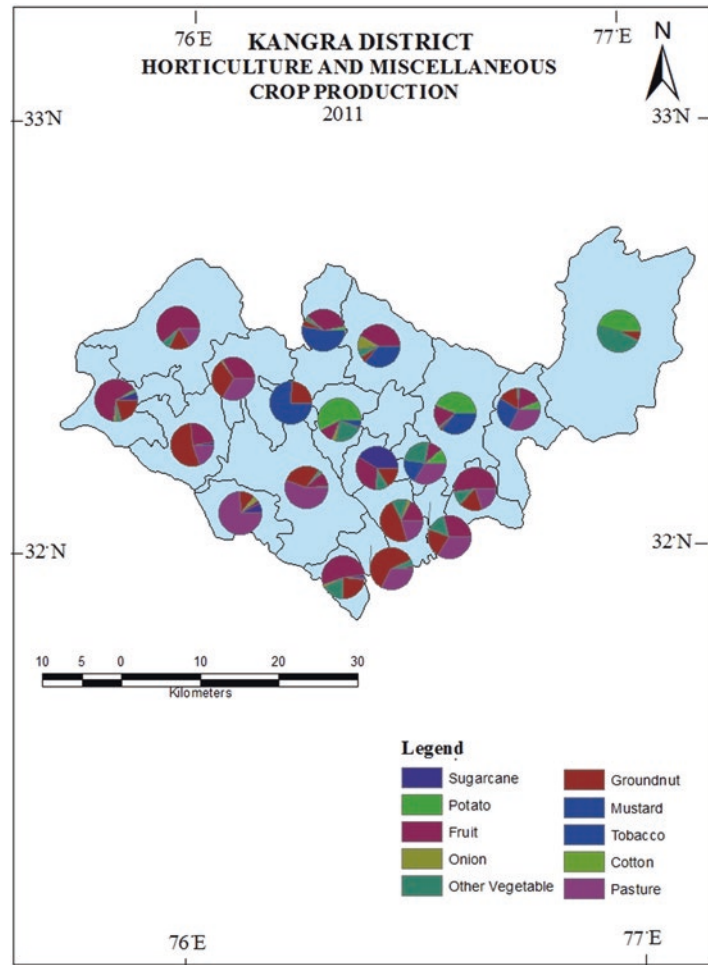 76°E
77°E
KANGRA DISTRICT
HORTICULTURE AND MISCELLANEOUS
CROP PRODUCTION
2011
N
33°N
33°N
32°N
32°N
10 5 0 10 20 30
Kilometers
Legend
Sugarcane
Potato
Fruit
Onion
Other Vegetable
Groundnut
Mustard
Tobacco
Cotton
Pasture
76°E
77°E